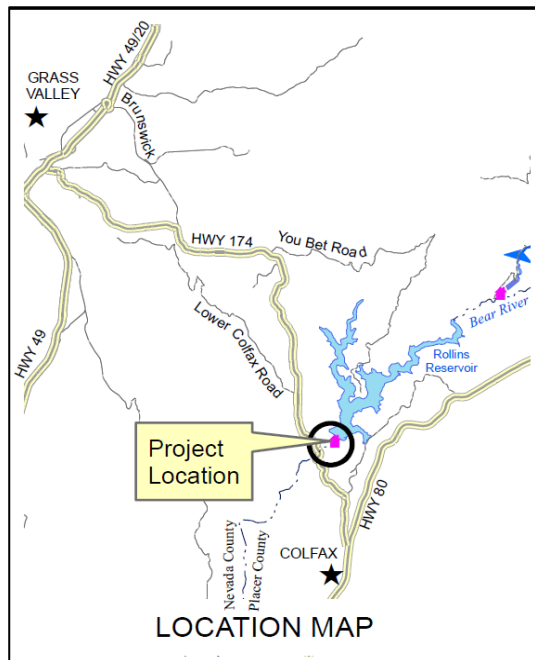 HWY 49/20
GRASS
VALLEY
Brunswick
HWY 174
You Bet Road
Bear River
Lower Colfax Road
Rollins
Reservoir
HWY 49
Project
Location
HWY 80
Nevada County
Placer County
COLFAX
LOCATION MAP